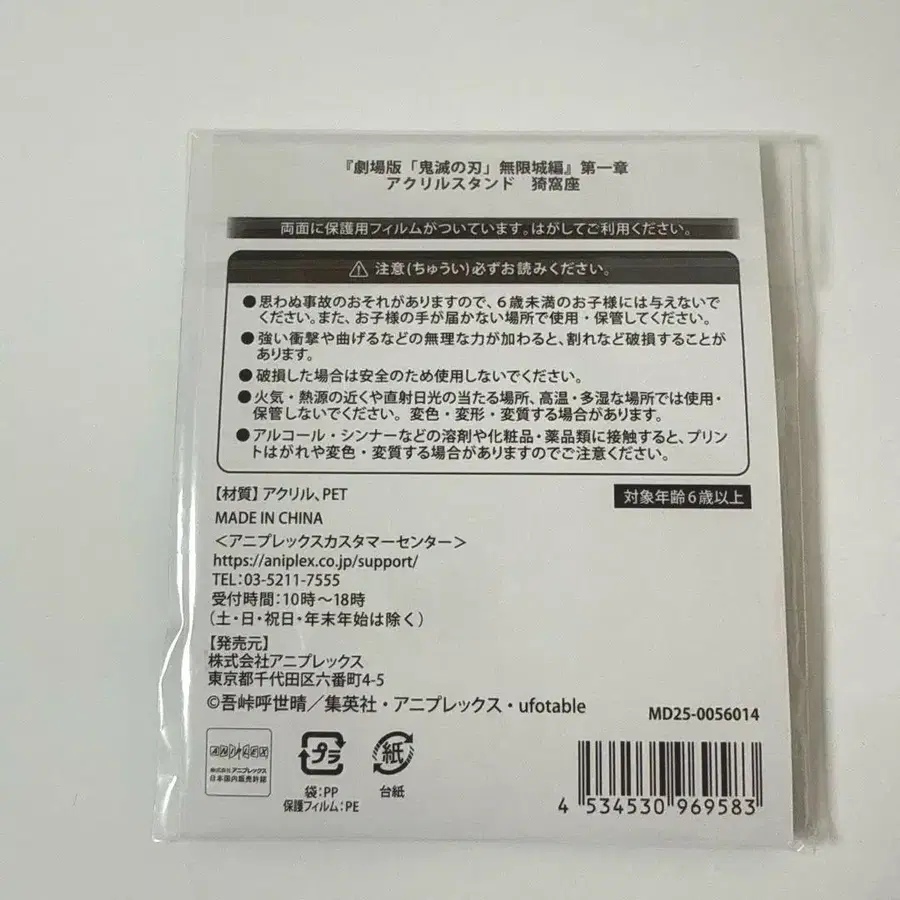 『劇場版「鬼滅の刃」無限城編』第一章
アクリルスタンド　猗窩座
両面に保護用フィルムがついています。はがしてご利用ください。
注意(ちゅうい)必ずお読みください。
●思わぬ事故のおそれがありますので、6歳未満のお子様には与えないで
ください。また、お子様の手が届かない場所で使用・保管してください。
●強い衝撃や曲げるなどの無理な力が加わると、割れなど破損することが
あります。
●破損した場合は安全のため使用しないでください。
●火気・熱源の近くや直射日光の当たる場所、高温・多湿な場所では使用・
保管しないでください。変色・変形・変質する場合があります。
●アルコール・シンナーなどの溶剤や化粧品・薬品類に接触すると、プリン
トはがれや変色・変質する場合がありますのでご注意ください。
【材質】アクリル、PET
対象年齢6歳以上
MADE IN CHINA
＜アニプレックスカスタマーセンター＞
https://aniplex.co.jp/support/
TEL:03-5211-7555
受付時間:10時～18時
(土・日・祝日・年末年始は除く)
【発売元】
株式会社アニプレックス
東京都千代田区六番町4-5
©吾峠呼世晴／集英社・アニプレックス・ufotable
MD25-0056014
ANIPLEX
株式会社アニプレックス
日本国内販売許諾
プラ
袋:PP
保護フィルム:PE
紙
台紙
4 534530 969583